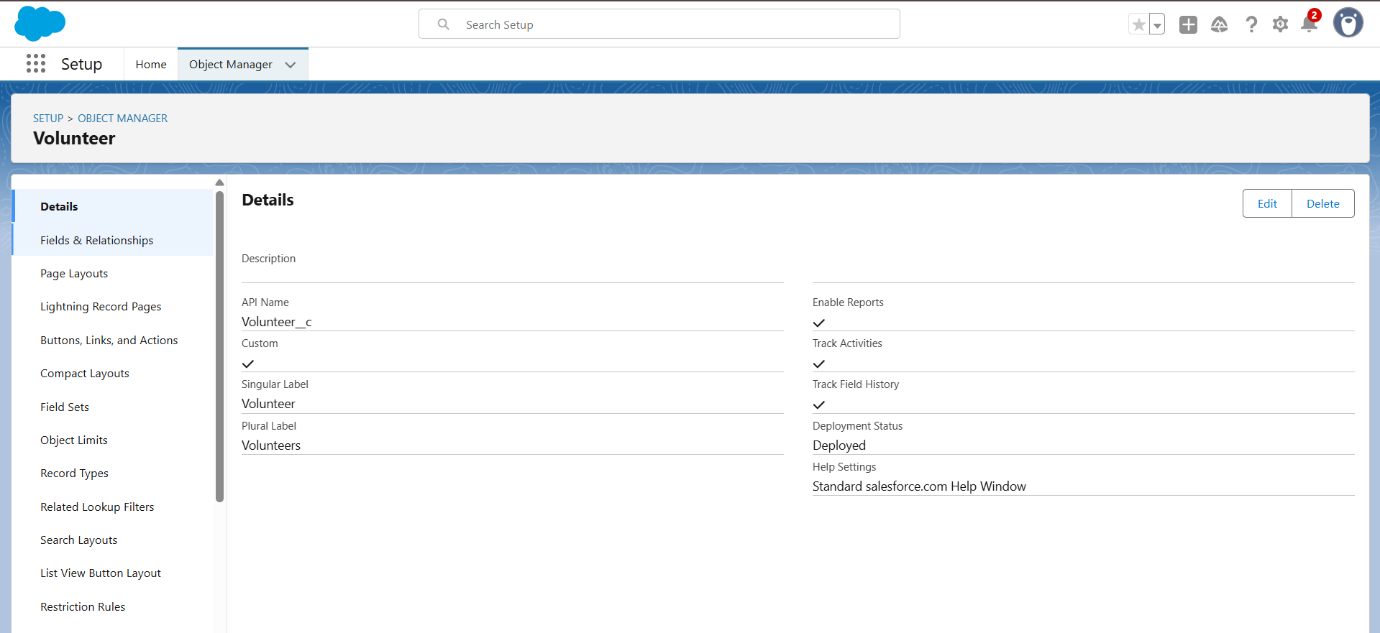 Search Setup
2
Setup
Home
Object Manager
SETUP > OBJECT MANAGER
Volunteer
Details
Fields & Relationships
Page Layouts
Lightning Record Pages
Buttons, Links, and Actions
Compact Layouts
Field Sets
Object Limits
Record Types
Related Lookup Filters
Search Layouts
List View Button Layout
Restriction Rules
Details
Edit
Delete
Description
API Name
Volunteer__c
Custom
Singular Label
Volunteer
Plural Label
Volunteers
Enable Reports
Track Activities
Track Field History
Deployment Status
Deployed
Help Settings
Standard salesforce.com Help Window